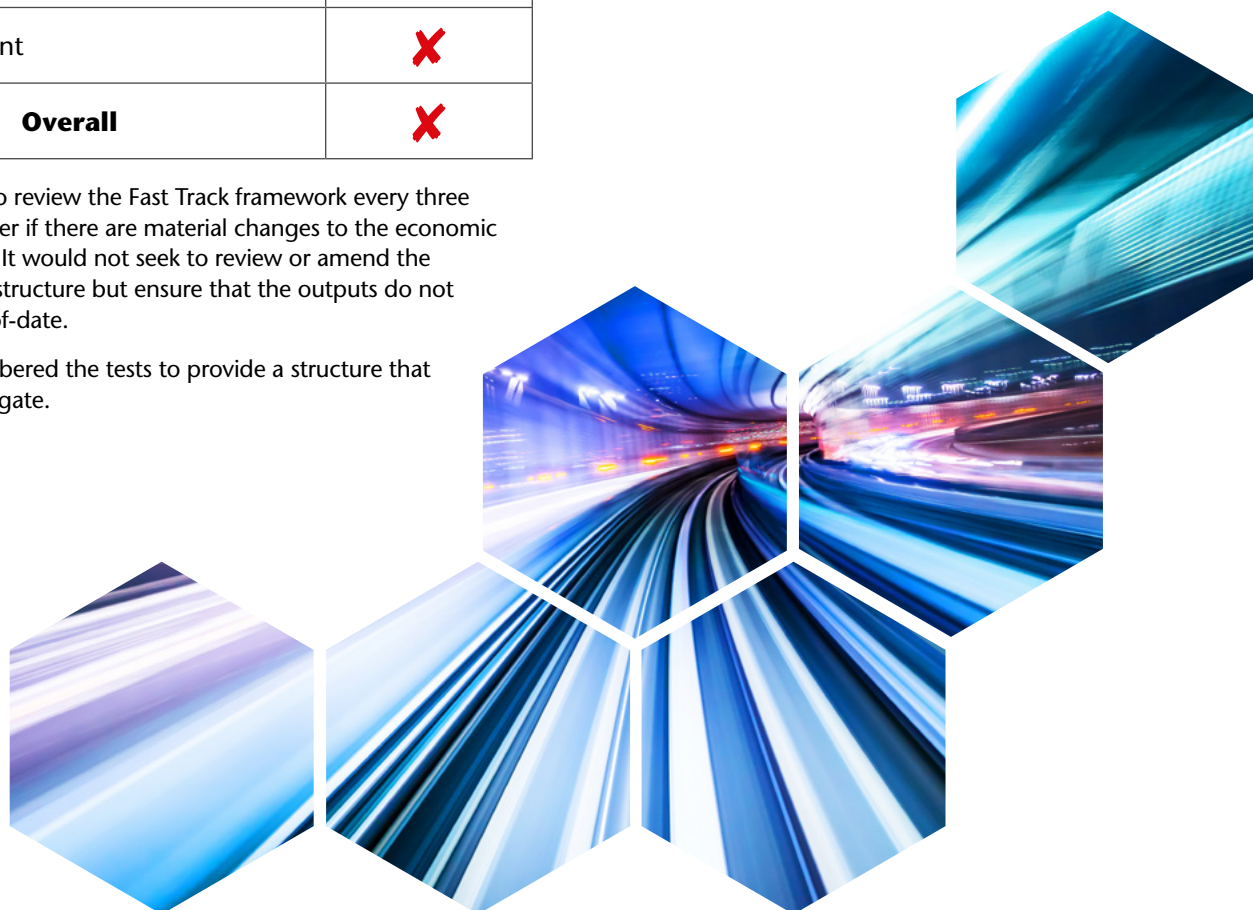 nt ✘
Overall ✘
o review the Fast Track framework every three
er if there are material changes to the economic
It would not seek to review or amend the
structure but ensure that the outputs do not
of-date.
bered the tests to provide a structure that
gate.